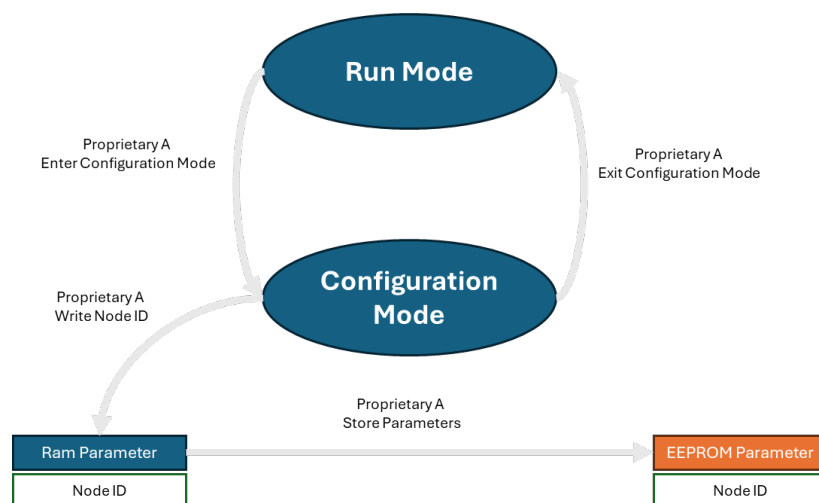 Run Mode
Proprietary A
Enter Configuration Mode
Proprietary A
Exit Configuration Mode
Configuration
Mode
Proprietary A
Write Node ID
Proprietary A
Store Parameters
Ram Parameter
EEPROM Parameter
Node ID
Node ID